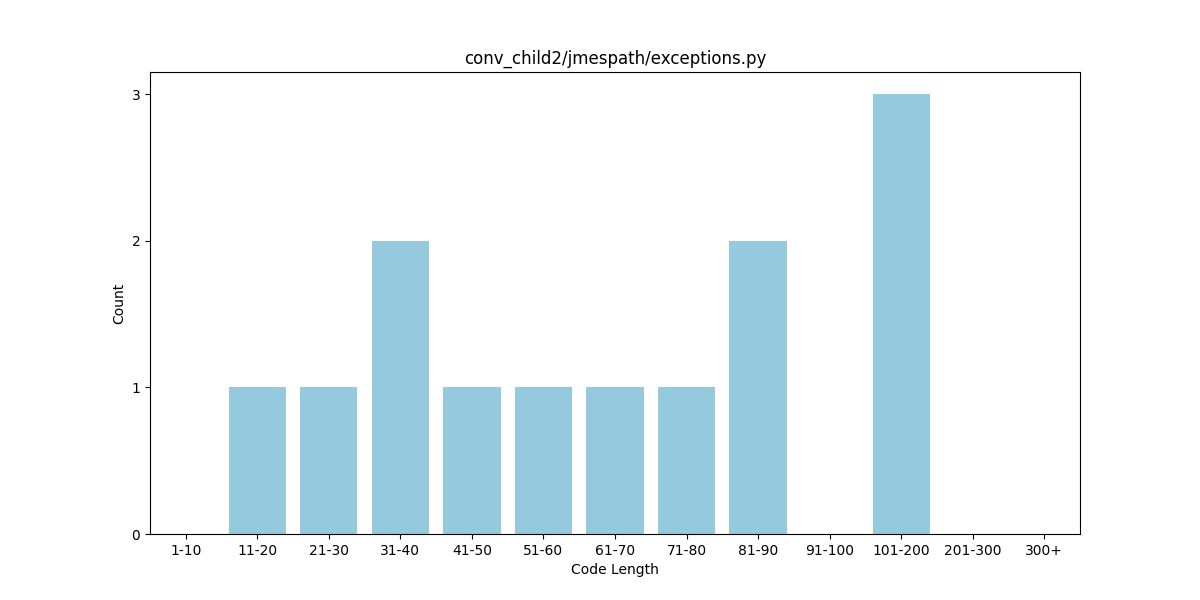 conv_child2/jmespath/exceptions.py
3
2
1
0
Count
1-10 11-20 21-30 31-40 41-50 51-60 61-70 71-80 81-90 91-100 101-200 201-300 300+
Code Length